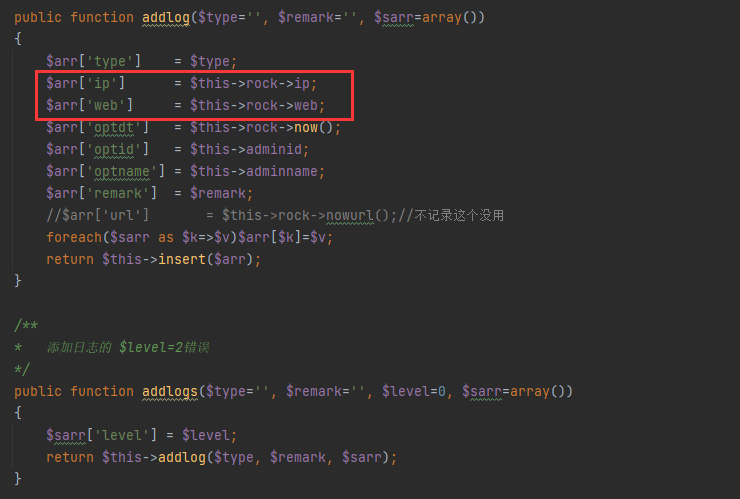 public function addlog($type='', $remark='', $sarr=array())
{
    $arr['type']    = $type;
    $arr['ip']      = $this->rock->ip;
    $arr['web']     = $this->rock->web;
    $arr['optdt']   = $this->rock->now();
    $arr['optid']   = $this->adminid;
    $arr['optname'] = $this->adminname;
    $arr['remark']  = $remark;
    //$arr['url']       = $this->rock->nowurl();//不记录这个没用
    foreach($sarr as $k=>$v)$arr[$k]=$v;
    return $this->insert($arr);
}
/**
*   添加日志的 $level=2错误
*/
public function addlogs($type='', $remark='', $level=0, $sarr=array())
{
    $sarr['level'] = $level;
    return $this->addlog($type, $remark, $sarr);
}